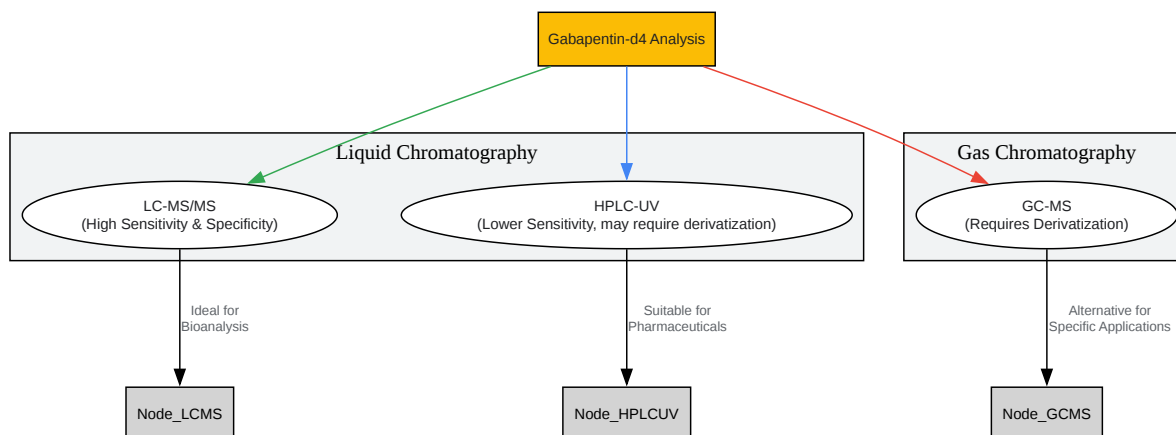 Gabapentin-d4 Analysis
Liquid Chromatography
Gas Chromatography
LC-MS/MS
(High Sensitivity & Specificity)
HPLC-UV
(Lower Sensitivity, may require derivatization)
GC-MS
(Requires Derivatization)
Ideal for
Bioanalysis
Suitable for
Pharmaceuticals
Alternative for
Specific Applications
Node_LCMS
Node_HPLCUV
Node_GCMS